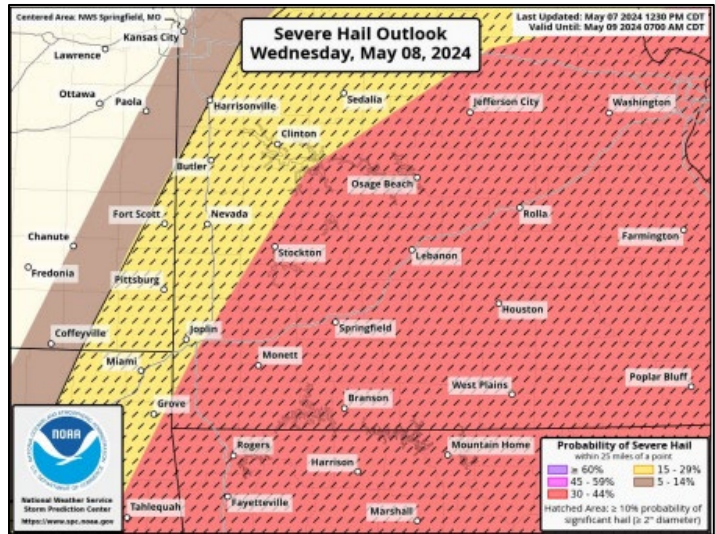 Centered Area: NWS Springfield, MO
Severe Hail Outlook
Wednesday, May 08, 2024
Last Updated: May 07 2024 1230 PM CDT
Valid Until: May 09 2024 0700 AM CDT
Kansas City
Lawrence
Ottawa
Paola
Harrisonville
Sedalia
Jefferson City
Washington
Clinton
Butler
Osage Beach
Fort Scott
Nevada
Rolla
Chanute
Farmington
Stockton
Lebanon
Fredonia
Pittsburg
Houston
Coffeyville
Joplin
Springfield
Miami
Monett
Poplar Bluff
West Plains
Branson
Grove
Rogers
Mountain Home
Harrison
Tahlequah
Fayetteville
Marshall
NOAA
National Weather Service
Storm Prediction Center
https://www.spc.noaa.gov
Probability of Severe Hail
within 25 miles of a point
≥ 60%
45 - 59%
30 - 44%
15 - 29%
5 - 14%
Hatched Area: ≥ 10% probability of
significant hail (≥ 2" diameter)